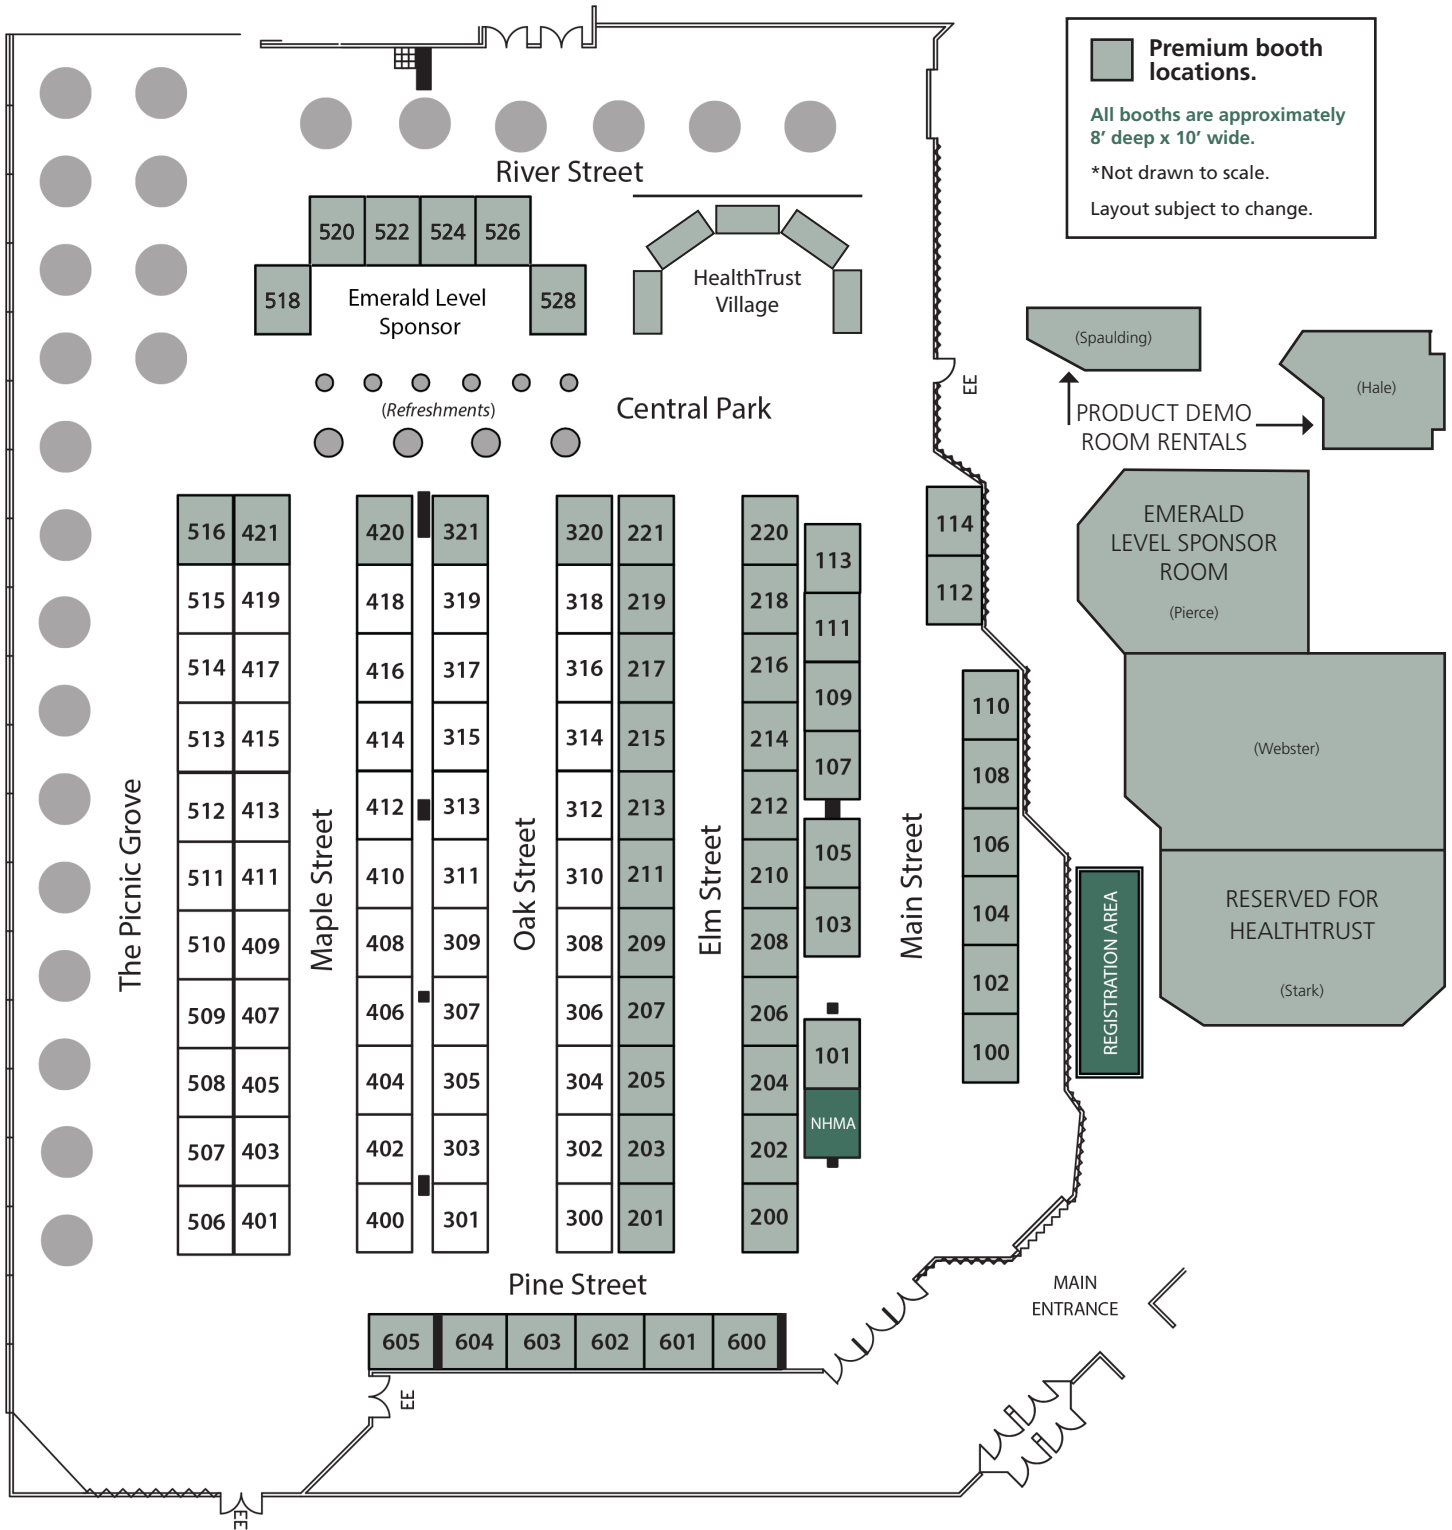 Premium booth
locations.
All booths are approximately
8’ deep x 10’ wide.
*Not drawn to scale.
Layout subject to change.
River Street
520 522 524 526
518
Emerald Level
Sponsor
528
HealthTrust
Village
(Refreshments)
Central Park
EE
(Spaulding)
(Hale)
PRODUCT DEMO
ROOM RENTALS
EMERALD
LEVEL SPONSOR
ROOM
(Pierce)
(Webster)
RESERVED FOR
HEALTHTRUST
(Stark)
REGISTRATION AREA
516 421 420 321 320 221 220
515 419 418 319 318 219 218
514 417 416 317 316 217 216
513 415 414 315 314 215 214
512 413 412 313 312 213 212
511 411 410 311 310 211 210
510 409 408 309 308 209 208
509 407 406 307 306 207 206
508 405 404 305 304 205 204
507 403 402 303 302 203 202
506 401 400 301 300 201 200
113
111
109
107
105
103
101
NHMA
114
112
110
108
106
104
102
100
The Picnic Grove
Maple Street
Oak Street
Elm Street
Main Street
Pine Street
605 604 603 602 601 600
MAIN
ENTRANCE
EE
EE